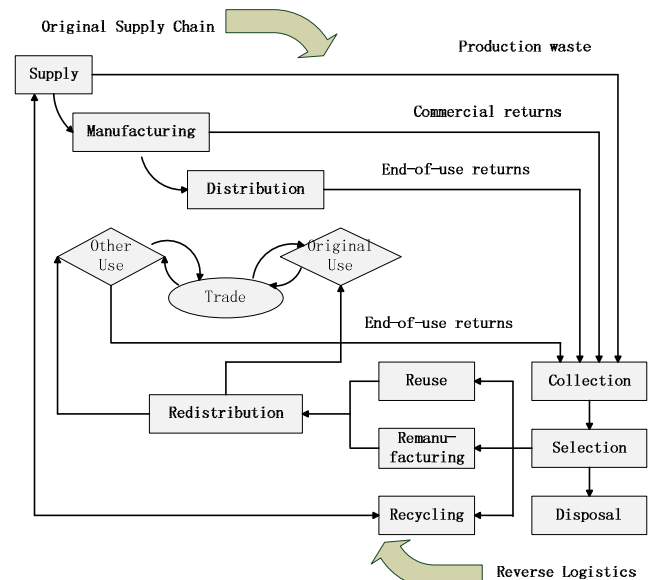 Original Supply Chain
Production waste
Supply
Commercial returns
Manufacturing
End-of-use returns
Distribution
Other
Use
Original
Use
Trade
End-of-use returns
Reuse
Collection
Redistribution
Remanu-
facturing
Selection
Recycling
Disposal
Reverse Logistics